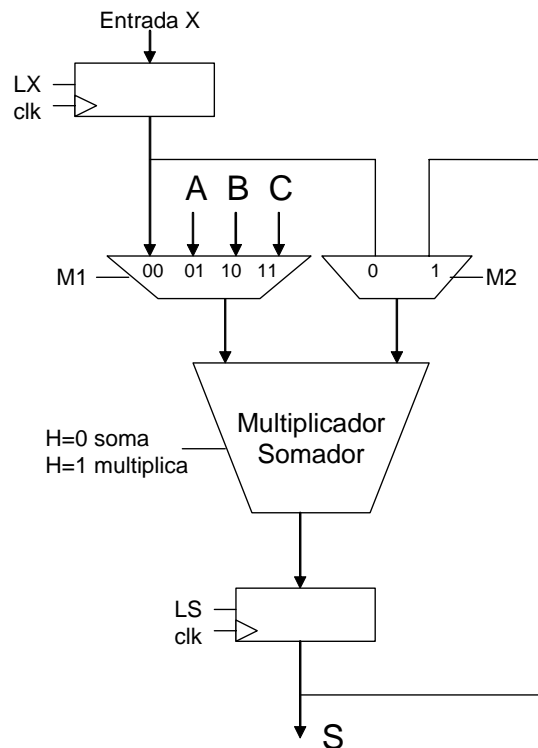 Entrada X
LX
clk
A B C
00 01 10 11
0 1
M1
M2
Multiplicador
Somador
H=0 soma
H=1 multiplica
LS
clk
S